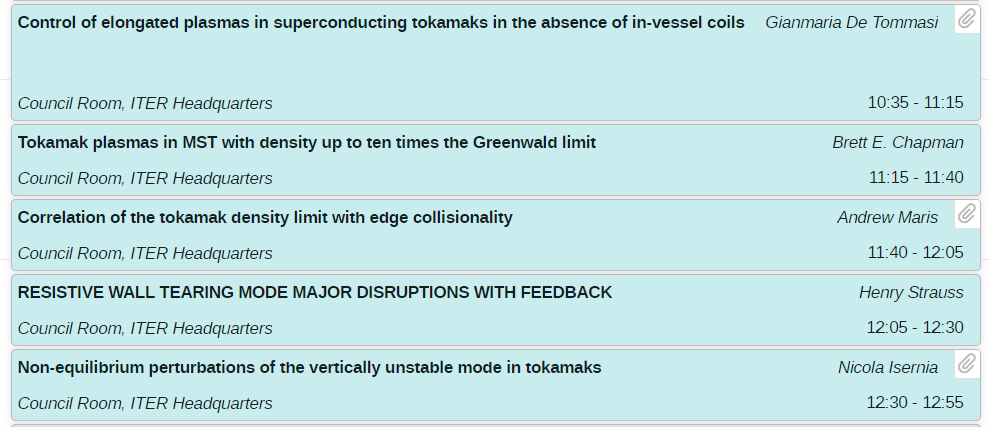 Control of elongated plasmas in superconducting tokamaks in the absence of in-vessel coils Gianmaria De Tommasi
Council Room, ITER Headquarters 10:35 - 11:15
Tokamak plasmas in MST with density up to ten times the Greenwald limit Brett E. Chapman
Council Room, ITER Headquarters 11:15 - 11:40
Correlation of the tokamak density limit with edge collisionality Andrew Maris
Council Room, ITER Headquarters 11:40 - 12:05
RESISTIVE WALL TEARING MODE MAJOR DISRUPTIONS WITH FEEDBACK Henry Strauss
Council Room, ITER Headquarters 12:05 - 12:30
Non-equilibrium perturbations of the vertically unstable mode in tokamaks Nicola Isernia
Council Room, ITER Headquarters 12:30 - 12:55